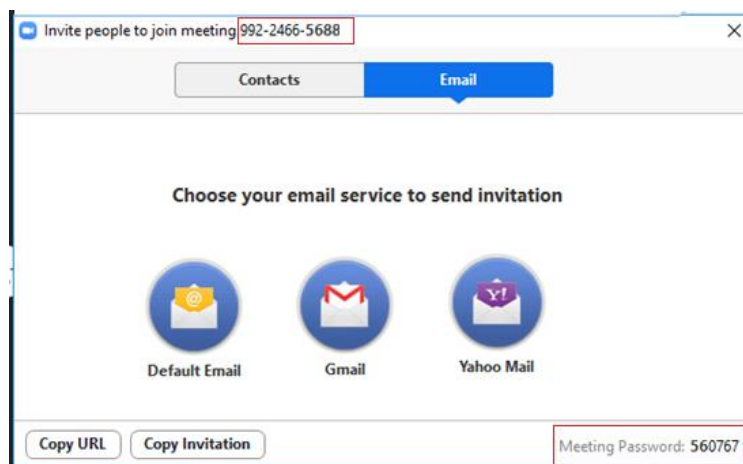 Invite people to join meeting 992-2466-5688
Contacts Email
Choose your email service to send invitation
@ Y!
Default Email Gmail Yahoo Mail
Copy URL Copy Invitation Meeting Password: 560767